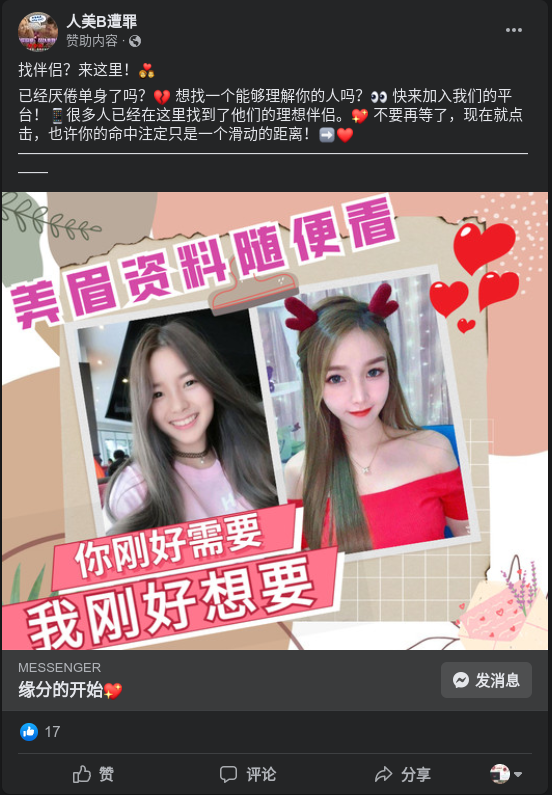 人美B遭罪
赞助内容 ·
找伴侣？来这里！💑
已经厌倦单身了吗？💔 想找一个能够理解你的人吗？👀 快来加入我们的平
台！📱很多人已经在这里找到了他们的理想伴侣。💖 不要再等了，现在就点
击，也许你的命中注定只是一个滑动的距离！➡️❤️
美眉资料随便看
你刚好需要
我刚好想要
MESSENGER
缘分的开始💖
发消息
17
赞
评论
分享